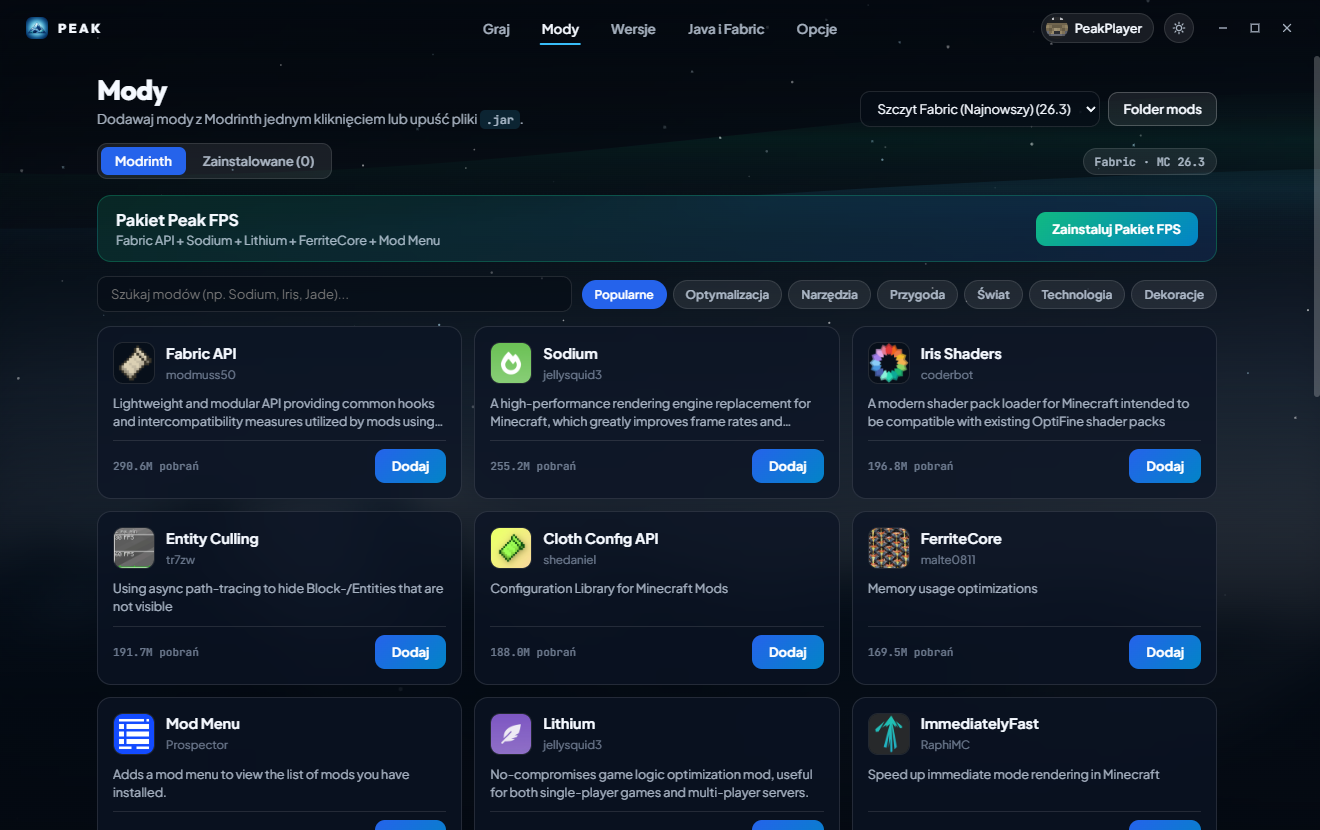 PEAK
Graj
Mody
Wersje
Java i Fabric
Opcje
PeakPlayer
Mody
Dodawaj mody z Modrinth jednym kliknięciem lub upuść pliki .jar.
Szczyt Fabric (Najnowszy) (26.3)
Folder mods
Modrinth
Zainstalowane (0)
Fabric · MC 26.3
Pakiet Peak FPS
Fabric API + Sodium + Lithium + FerriteCore + Mod Menu
Zainstaluj Pakiet FPS
Szukaj modów (np. Sodium, Iris, Jade)...
Popularne
Optymalizacja
Narzędzia
Przygoda
Świat
Technologia
Dekoracje
Fabric API
modmuss50
Lightweight and modular API providing common hooks
and intercompatibility measures utilized by mods using...
290.6M pobrań
Dodaj
Sodium
jellysquid3
A high-performance rendering engine replacement for
Minecraft, which greatly improves frame rates and...
255.2M pobrań
Dodaj
Iris Shaders
coderbot
A modern shader pack loader for Minecraft intended to
be compatible with existing OptiFine shader packs
196.8M pobrań
Dodaj
Entity Culling
tr7zw
Using async path-tracing to hide Block-/Entities that are
not visible
191.7M pobrań
Dodaj
Cloth Config API
shedaniel
Configuration Library for Minecraft Mods
188.0M pobrań
Dodaj
FerriteCore
malte0811
Memory usage optimizations
169.5M pobrań
Dodaj
Mod Menu
Prospector
Adds a mod menu to view the list of mods you have
installed.
Lithium
jellysquid3
No-compromises game logic optimization mod, useful
for both single-player games and multi-player servers.
ImmediatelyFast
RaphiMC
Speed up immediate mode rendering in Minecraft